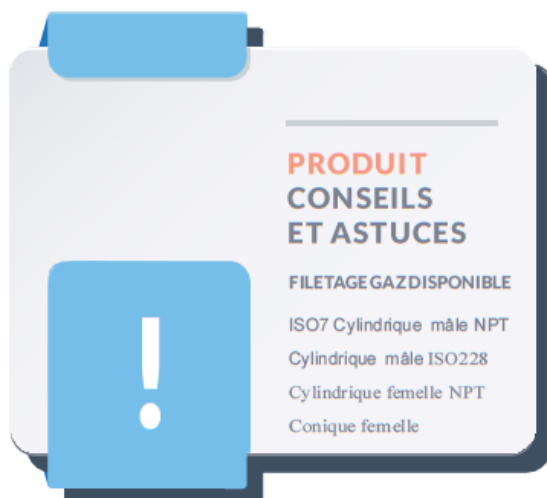 PRODUIT
CONSEILS
ET ASTUCES
FILETAGE GAZ DISPONIBLE
ISO7 Cylindrique mâle NPT
Cylindrique mâle ISO228
Cylindrique femelle NPT
Conique femelle
!